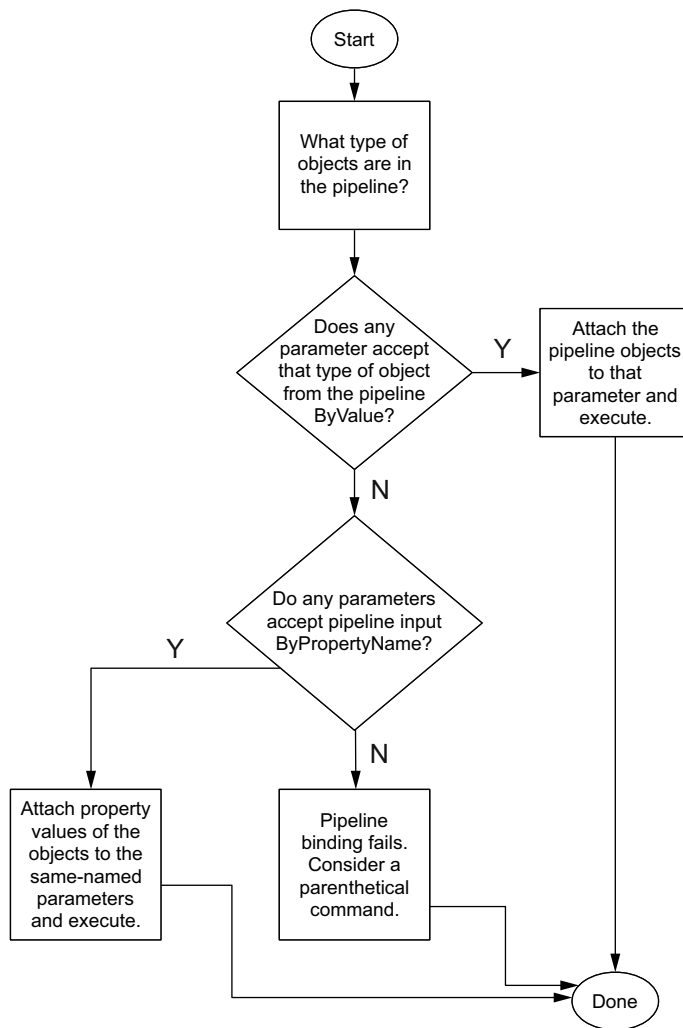 Start
What type of
objects are in
the pipeline?
Does any
parameter accept
that type of object
from the pipeline
ByValue?
Y
Attach the
pipeline objects
to that
parameter and
execute.
N
Do any parameters
accept pipeline input
ByPropertyName?
Y
N
Attach property
values of the
objects to the
same-named
parameters
and execute.
Pipeline
binding fails.
Consider a
parenthetical
command.
Done